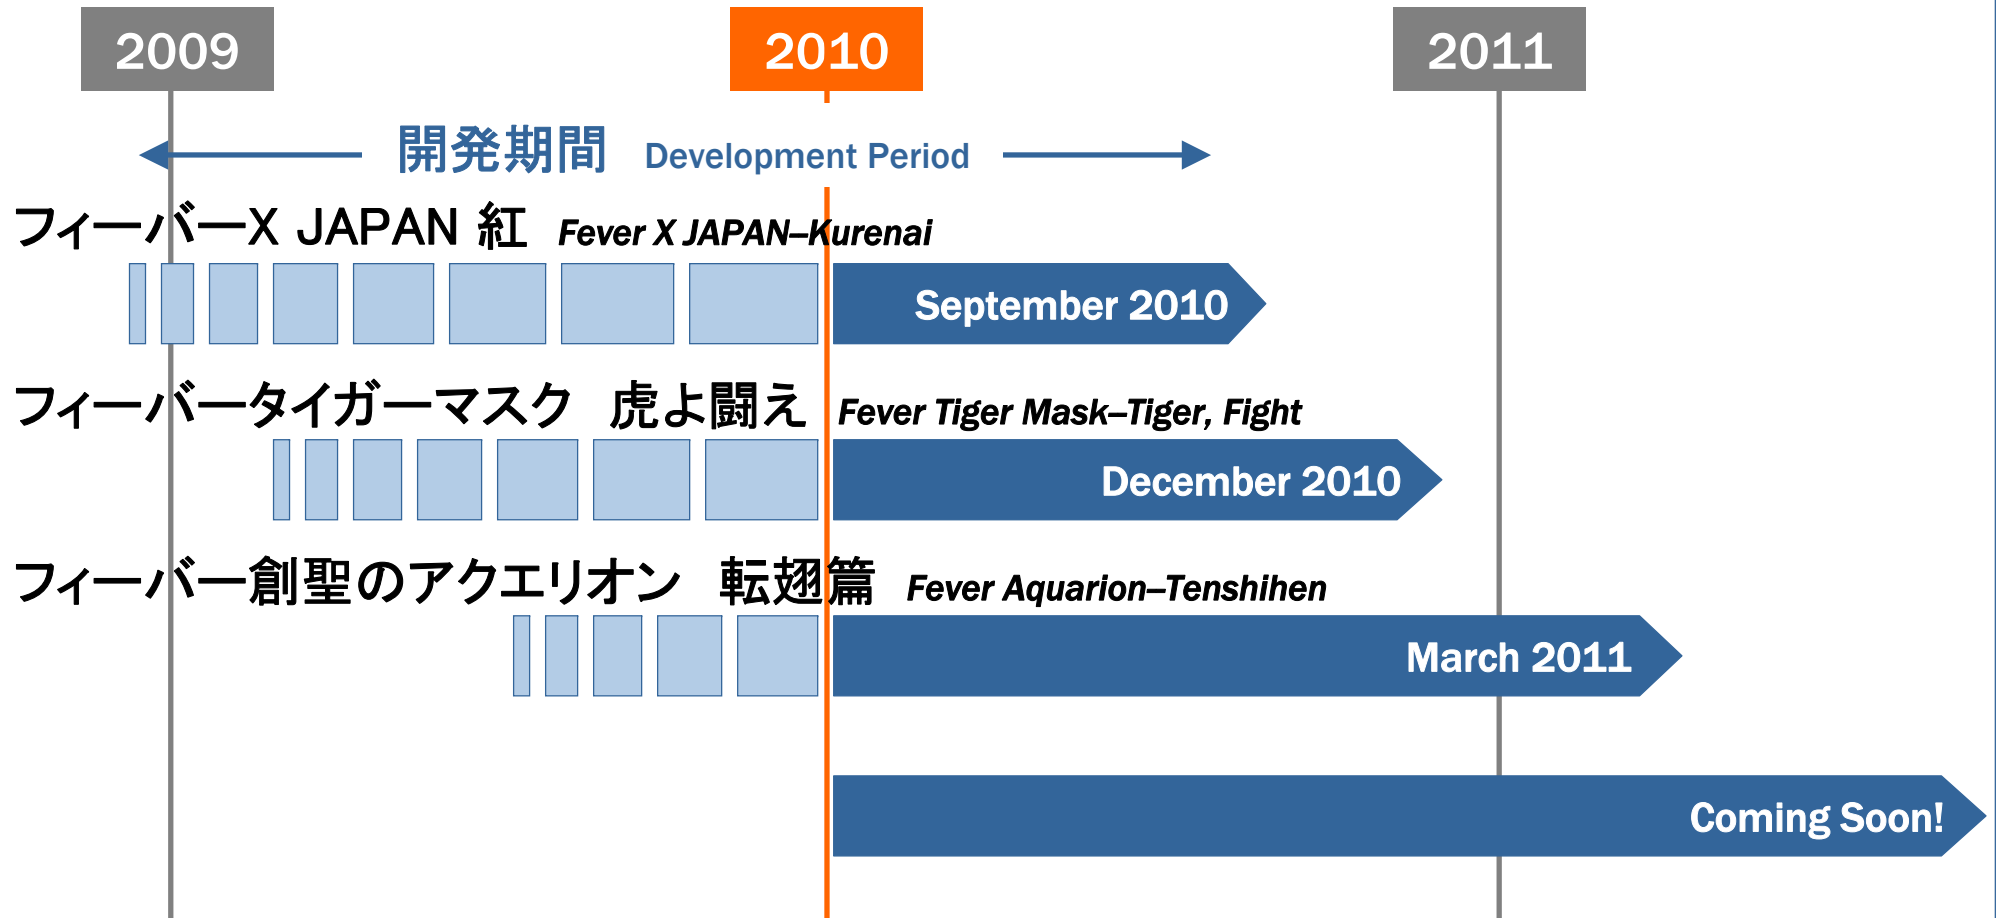 2009 2010 2011
開発期間 Development Period
フィーバーX JAPAN 紅 Fever X JAPAN–Kurenai
September 2010
フィーバータイガーマスク 虎よ闘え Fever Tiger Mask–Tiger, Fight
December 2010
フィーバー創聖のアクエリオン 転翅篇 Fever Aquarion–Tenshihen
March 2011
Coming Soon!